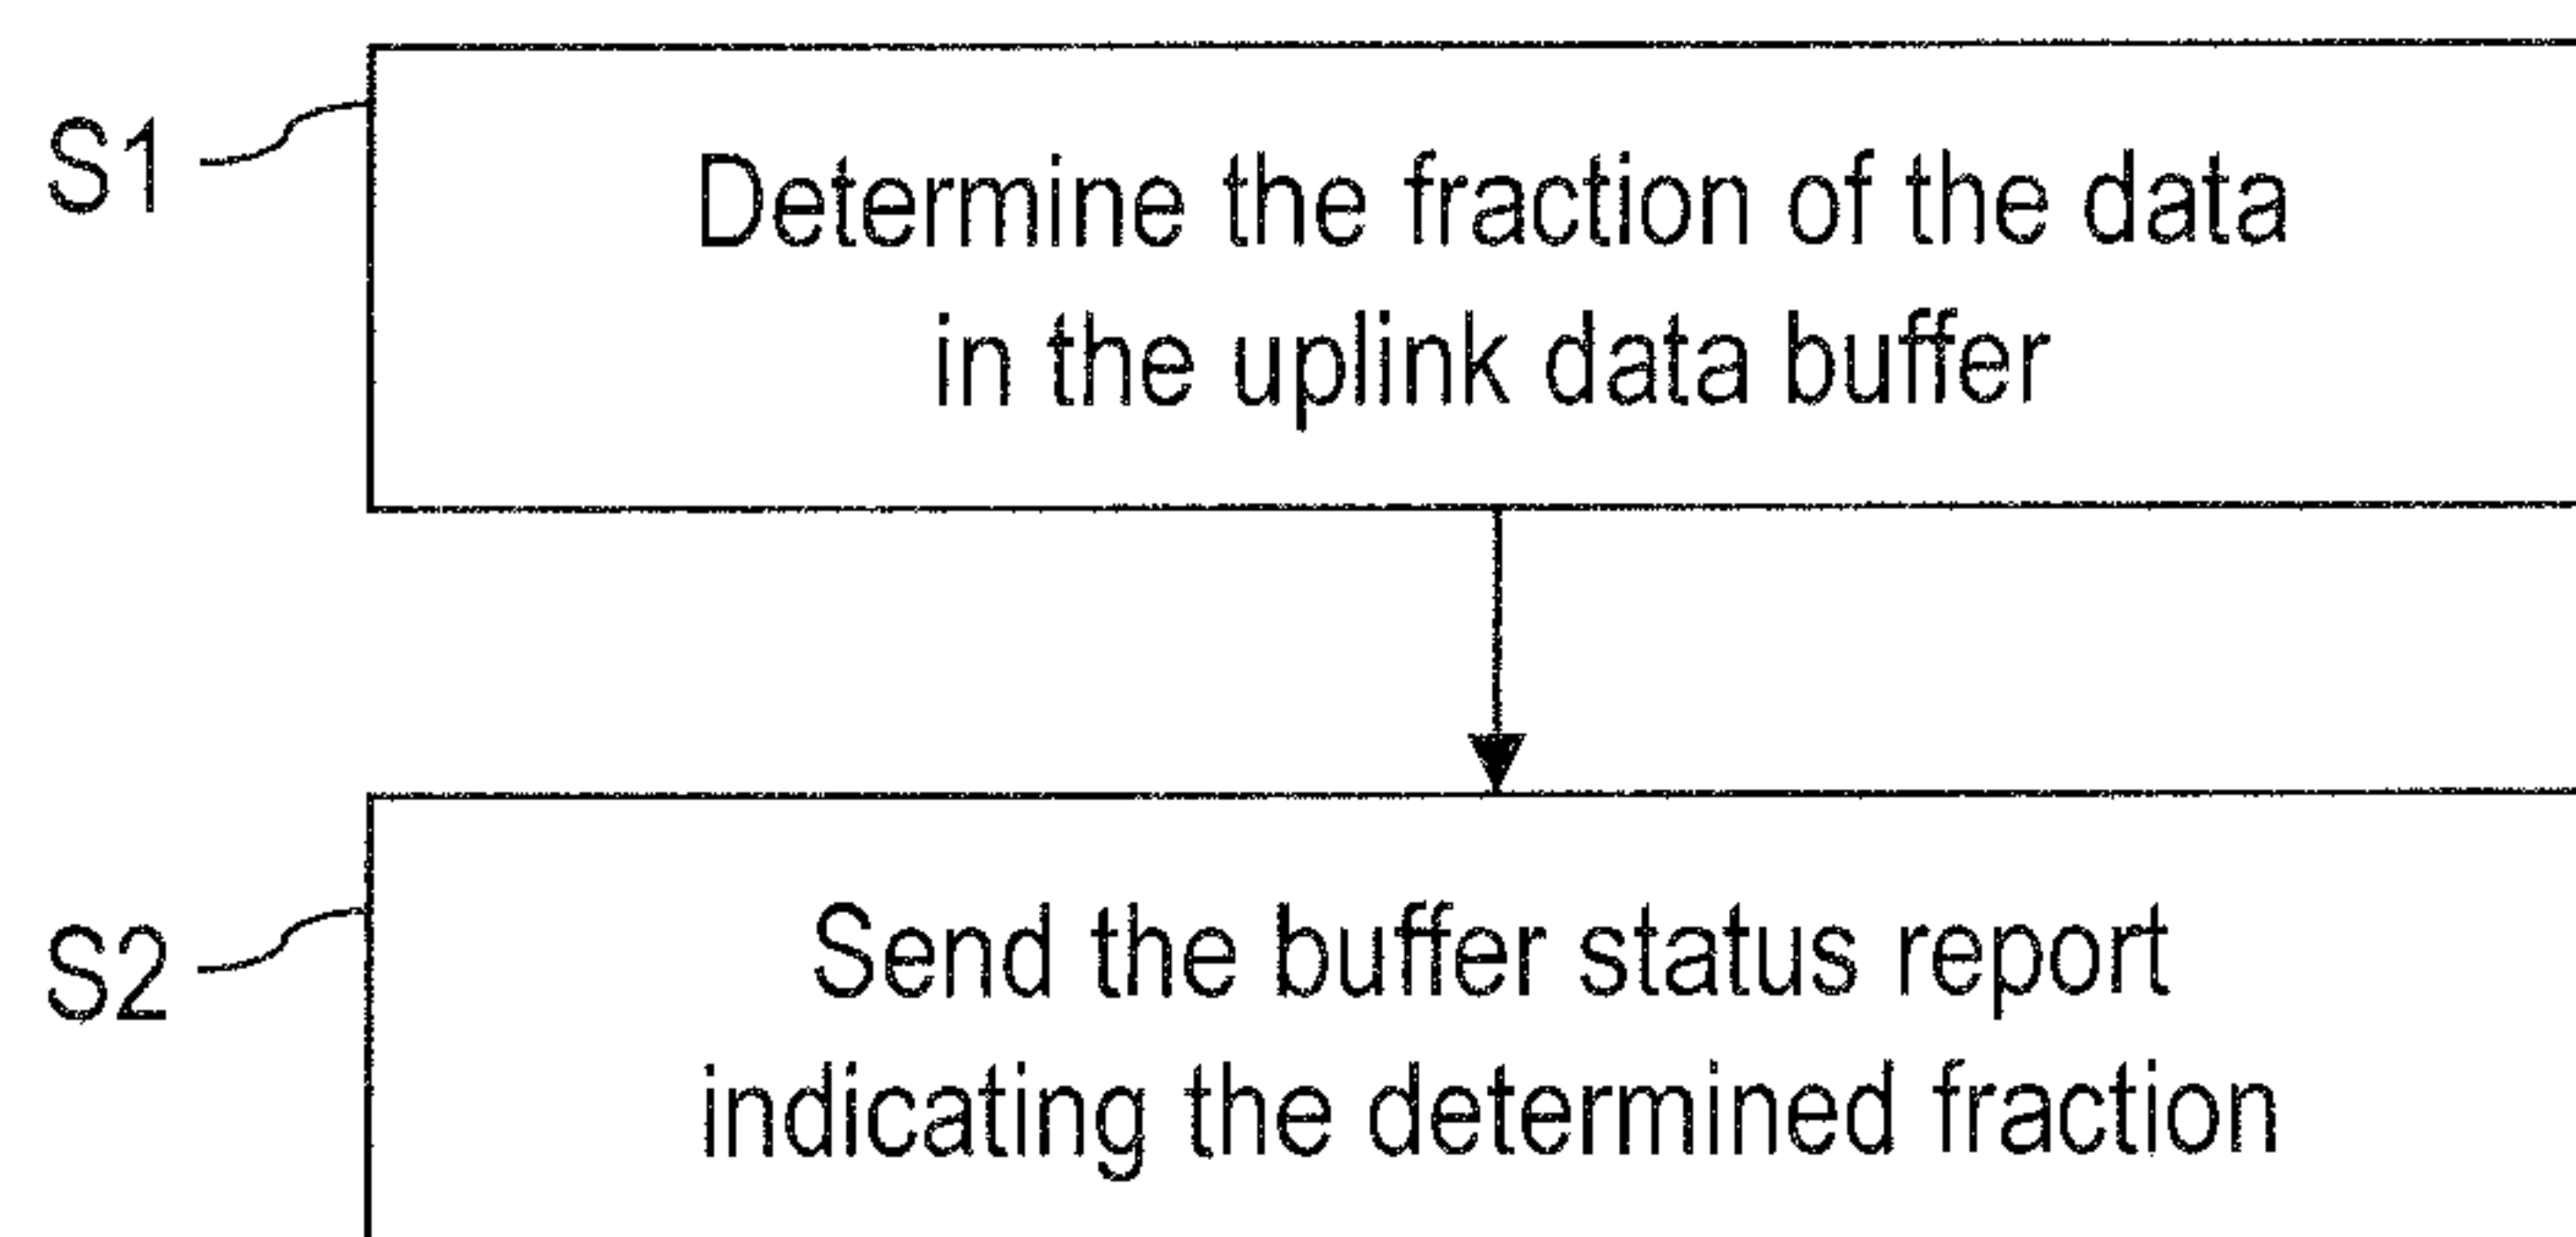 S1
Determine the fraction of the data
in the uplink data buffer
S2
Send the buffer status report
indicating the determined fraction